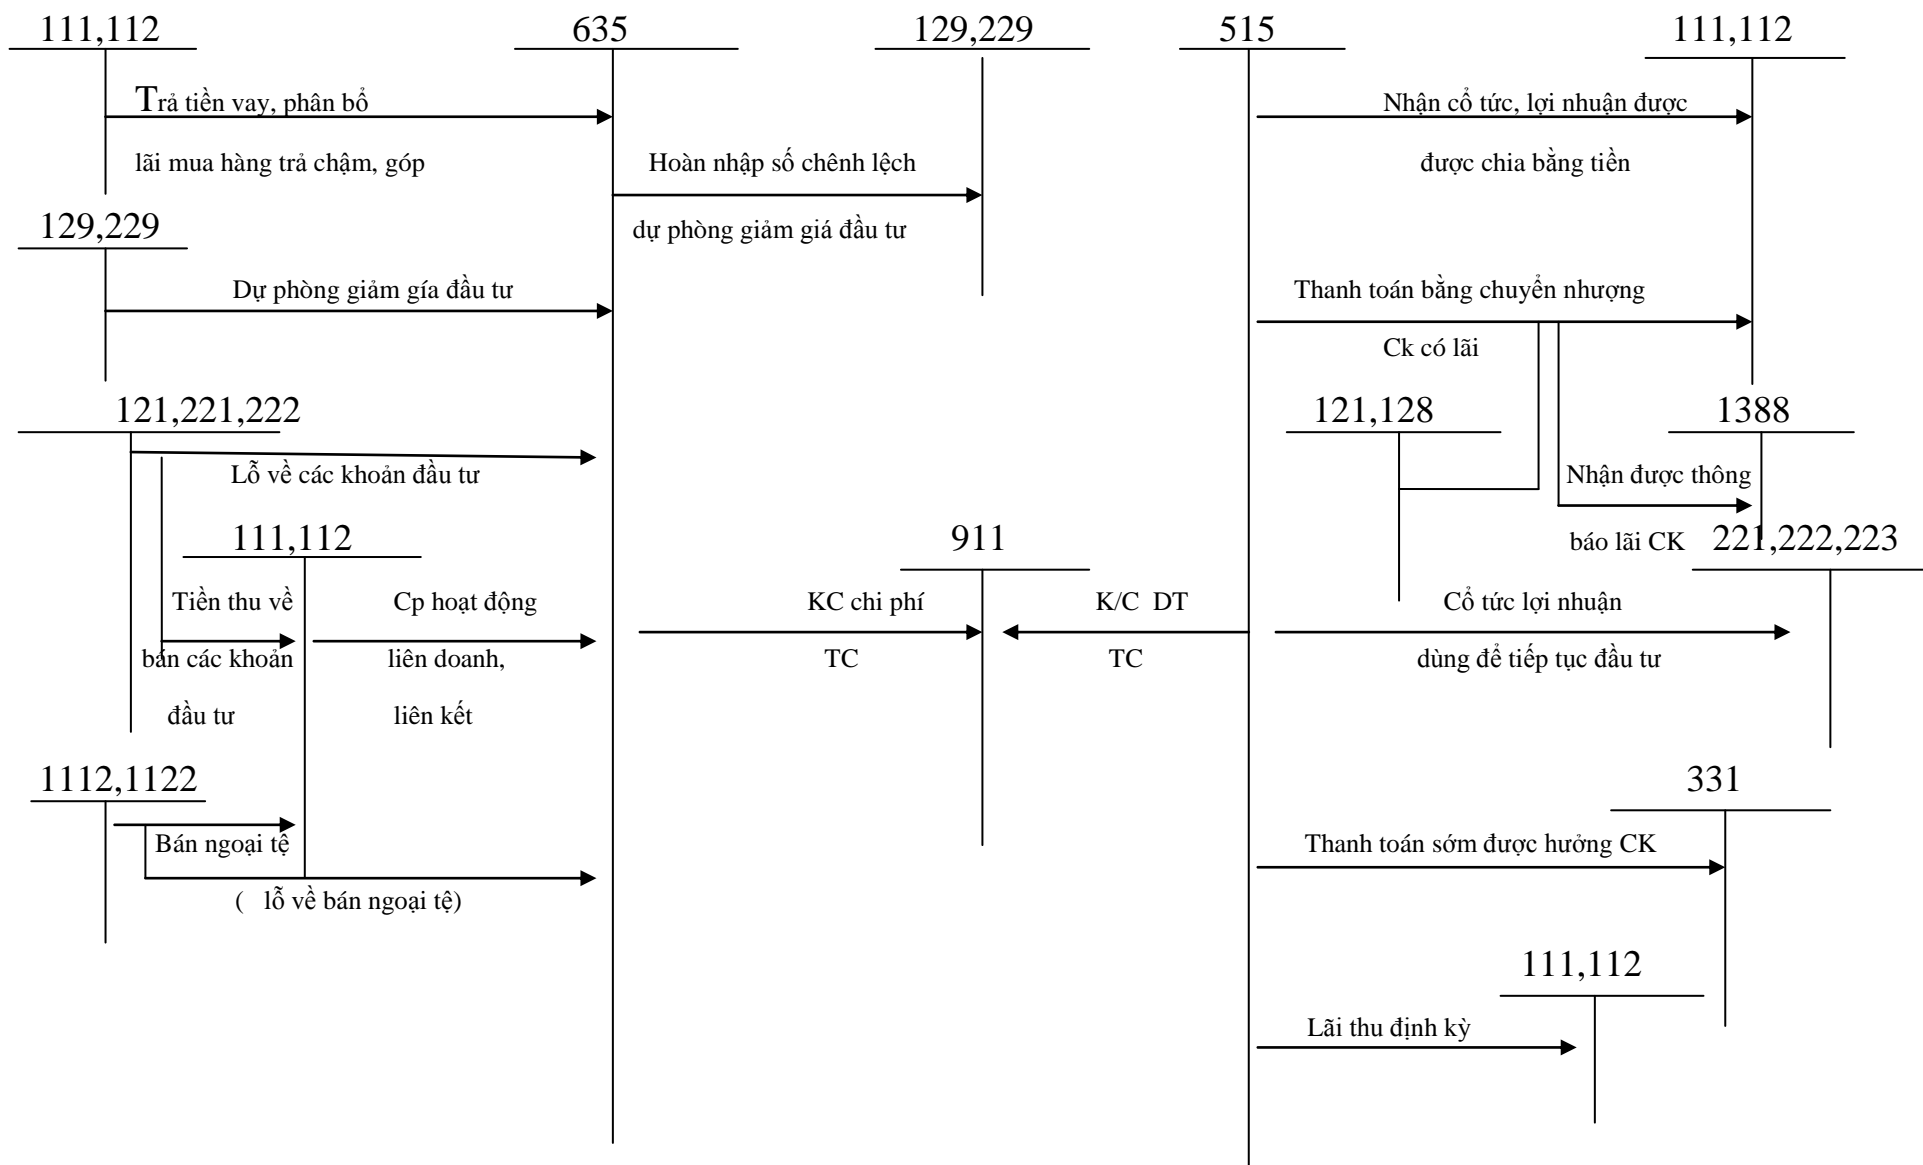 111,112 635 129,229 515 111,112
Trả tiền vay, phân bổ Nhận cổ tức, lợi nhuận được
lãi mua hàng trả chậm, góp Hoàn nhập số chênh lệch được chia bằng tiền
129,229 dự phòng giảm giá đầu tư
Dự phòng giảm gía đầu tư Thanh toán bằng chuyển nhượng
Ck có lãi
121,221,222 121,128 1388
Lỗ về các khoản đầu tư Nhận được thông
111,112 911 báo lãi CK 221,222,223
Tiền thu về Cp hoạt động KC chi phí K/C DT Cổ tức lợi nhuận
bán các khoản liên doanh, TC TC dùng để tiếp tục đầu tư
đầu tư liên kết
1112,1122 331
Bán ngoại tệ Thanh toán sớm được hưởng CK
( lỗ về bán ngoại tệ)
111,112
Lãi thu định kỳ